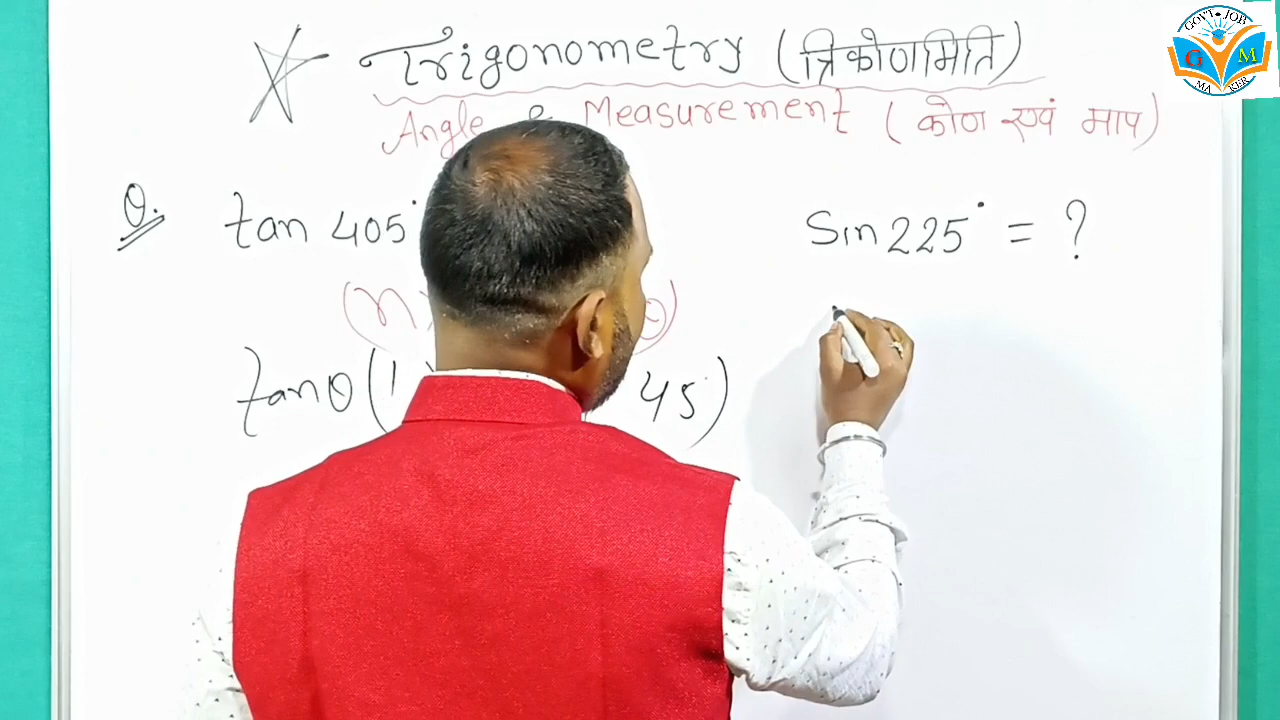 Trigonometry (त्रिकोणमिति)
Angle & Measurement (कोण एवं माप)
Q. tan 405° Sin 225° = ?
(n
tanθ (1 45)
GOVT. JOB
G M
MAKER